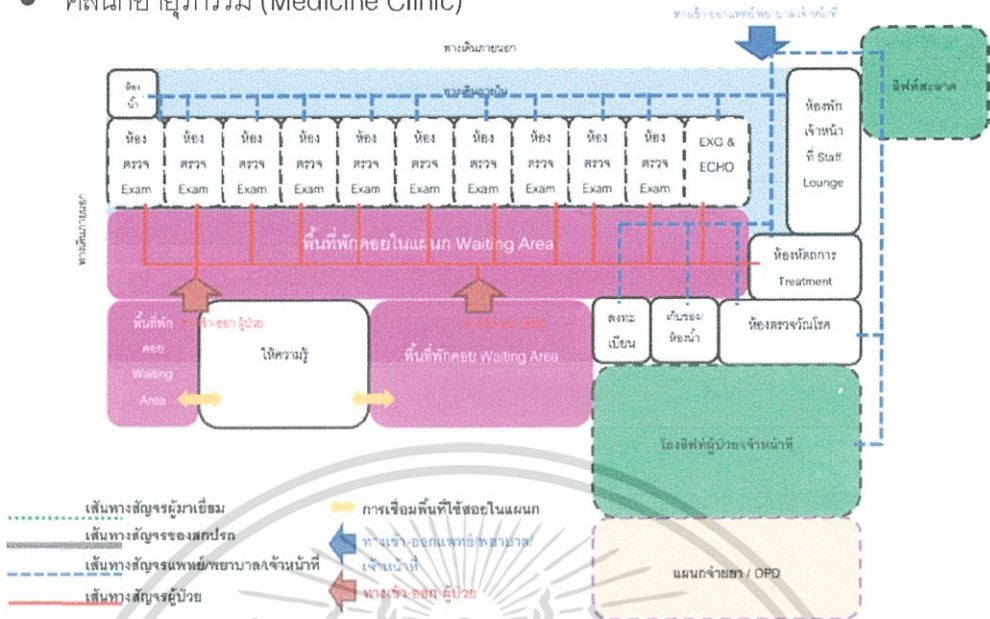 คลินิกอายุรกรรม (Medicine Clinic)
ทางเข้า-ออกแพทย์/พยาบาล/เจ้าหน้าที่
ทางเดินภายนอก
ห้อง
น้ำ
ทางเดินภายใน
ห้องพัก
เจ้าหน้า
ที่ Staff
Lounge
ลิฟต์สะอาด
ห้อง
ตรวจ
Exam
ห้อง
ตรวจ
Exam
ห้อง
ตรวจ
Exam
ห้อง
ตรวจ
Exam
ห้อง
ตรวจ
Exam
ห้อง
ตรวจ
Exam
ห้อง
ตรวจ
Exam
ห้อง
ตรวจ
Exam
ห้อง
ตรวจ
Exam
ห้อง
ตรวจ
Exam
EXG &
ECHO
ทางเดินภายนอก
พื้นที่พักคอยในแผนก Waiting Area
ห้องหัตถการ
Treatment
พื้นที่พัก
คอย
Waiting
Area
ทางเข้า-ออก ผู้ป่วย
ให้ความรู้
พื้นที่พักคอย Waiting Area
ลงทะ
เบียน
เก็บของ/
ห้องน้ำ
ห้องตรวจวัณโรค
โถงลิฟท์ผู้ป่วย/เจ้าหน้าที่
แผนกจ่ายยา / OPD
เส้นทางสัญจรผู้มาเยี่ยม
เส้นทางสัญจรของสกปรก
เส้นทางสัญจรแพทย์/พยาบาล/เจ้าหน้าที่
เส้นทางสัญจรผู้ป่วย
การเชื่อมพื้นที่ใช้สอยในแผนก
ทางเข้า-ออกแพทย์/พยาบาล/
เจ้าหน้าที่
ทางเข้า-ออก ผู้ป่วย